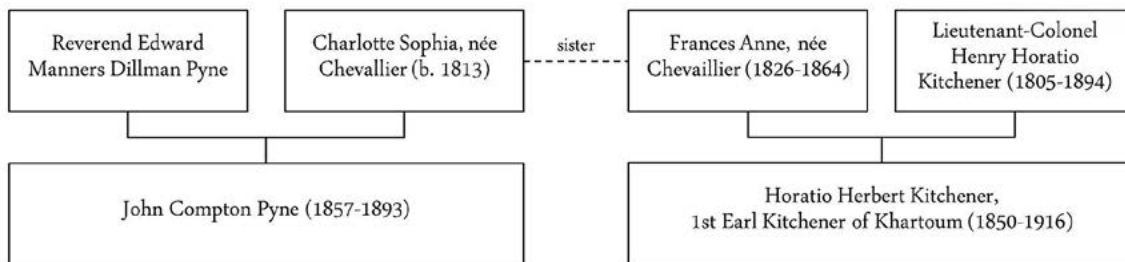 Reverend Edward
Manners Dillman Pyne
Charlotte Sophia, née
Chevallier (b. 1813)
sister
Frances Anne, née
Chevaillier (1826-1864)
Lieutenant-Colonel
Henry Horatio
Kitchener (1805-1894)
John Compton Pyne (1857-1893)
Horatio Herbert Kitchener,
1st Earl Kitchener of Khartoum (1850-1916)